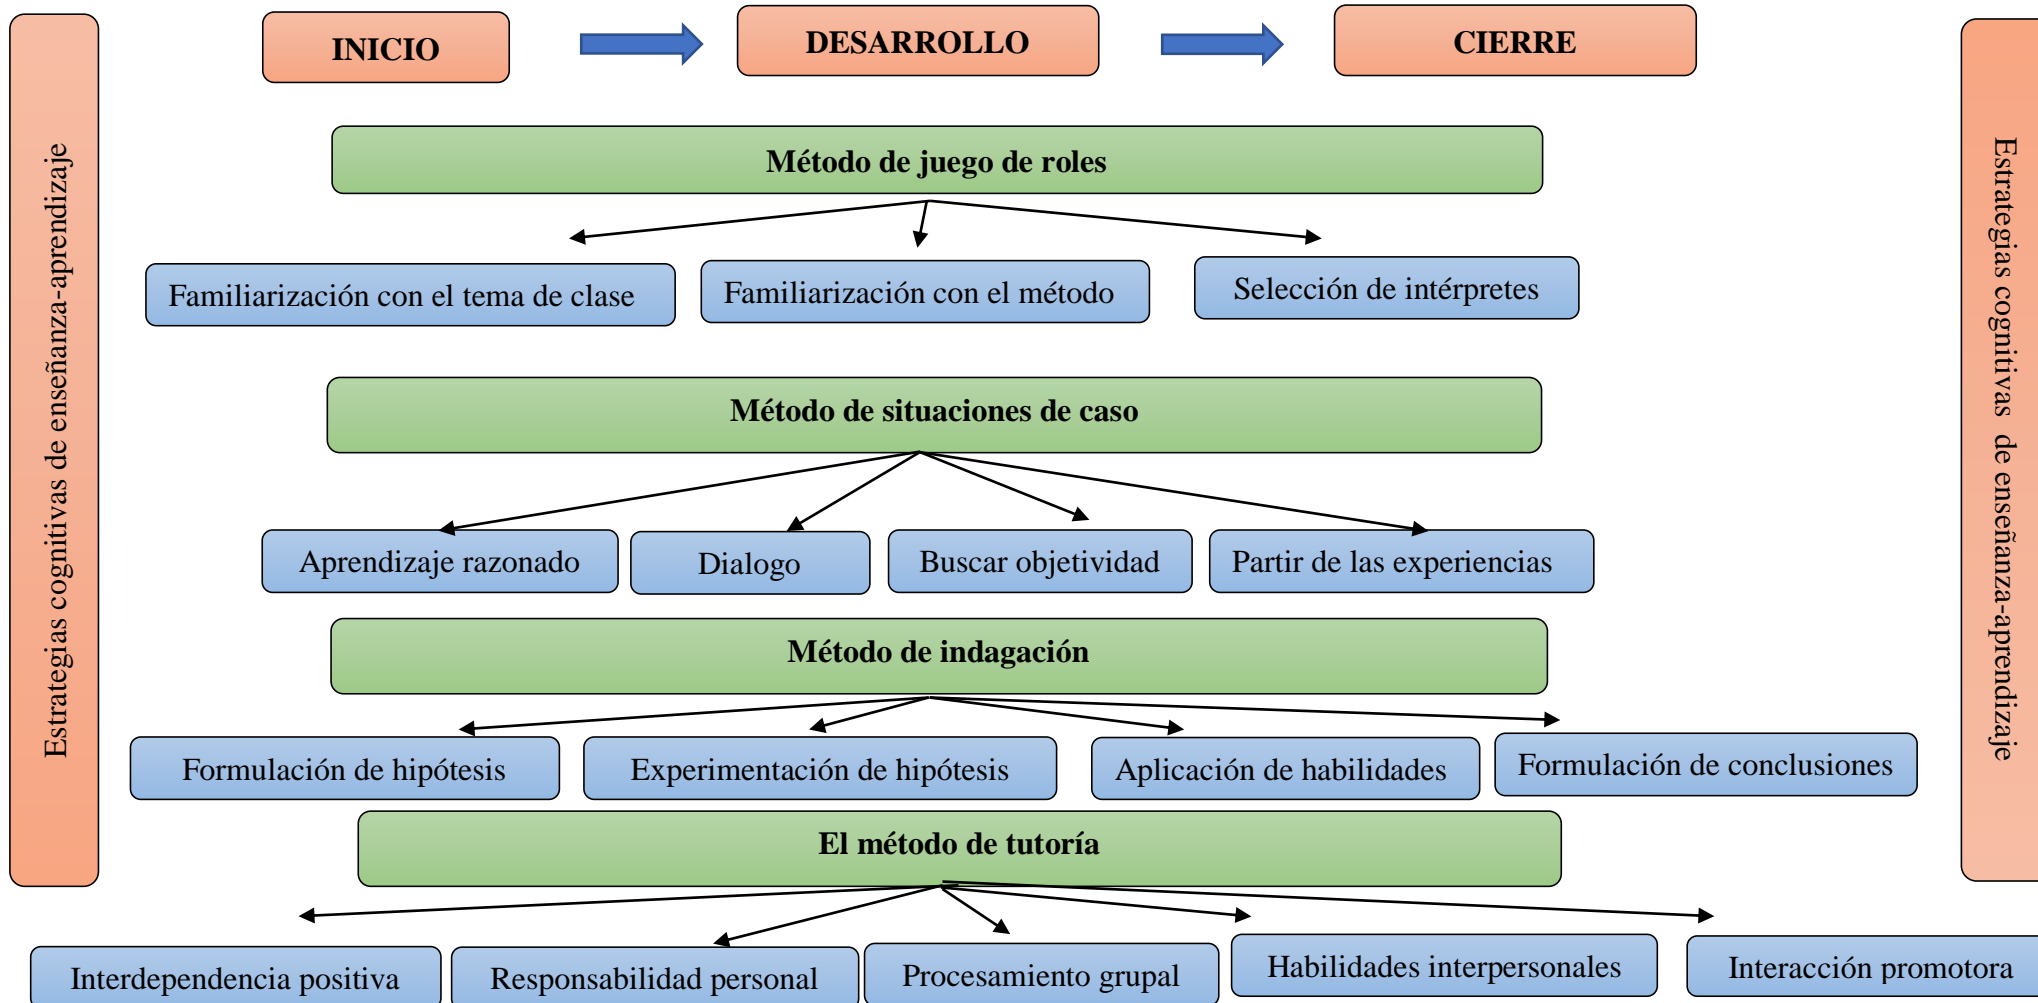 INICIO
DESARROLLO
CIERRE
Estrategias cognitivas de enseñanza-aprendizaje
Método de juego de roles
Familiarización con el tema de clase
Familiarización con el método
Selección de intérpretes
Método de situaciones de caso
Aprendizaje razonado
Dialogo
Buscar objetividad
Partir de las experiencias
Método de indagación
Formulación de hipótesis
Experimentación de hipótesis
Aplicación de habilidades
Formulación de conclusiones
El método de tutoría
Interdependencia positiva
Responsabilidad personal
Procesamiento grupal
Habilidades interpersonales
Interacción promotora
Estrategias cognitivas de enseñanza-aprendizaje